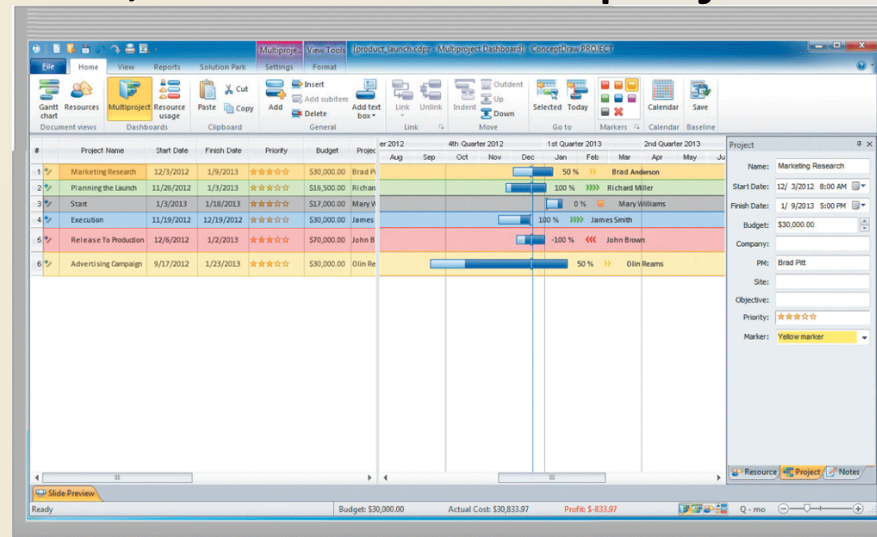 Multiproje... View Tools [product_launch.cdpz - Multiproject Dashboard] - ConceptDraw PROJECT
File Home View Reports Solution Park Settings Format
Gantt chart Resources Multiproject Resource usage Paste Cut Copy Add Insert Add subitem Delete Add text box Link Unlink Indent Outdent Up Down Selected Today Calendar Save
Document views Dashboards Clipboard General Link Move Go to Markers Calendar Baseline
# Project Name Start Date Finish Date Priority Budget Projec
er 2012 4th Quarter 2012 1st Quarter 2013 2nd Quarter 2013
Aug Sep Oct Nov Dec Jan Feb Mar Apr May Ju
1 Marketing Research 12/3/2012 1/9/2013 $30,000.00 Brad P 50 % Brad Anderson
2 Planning the Launch 11/26/2012 1/3/2013 $16,500.00 Richar 100 % Richard Miller
3 Start 1/3/2013 1/18/2013 $17,000.00 Mary W 0 % Mary Williams
4 Execution 11/19/2012 12/19/2012 $30,000.00 James 100 % James Smith
5 Release To Production 12/6/2012 1/2/2013 $70,000.00 John B -100 % John Brown
6 Advertising Campaign 9/17/2012 1/23/2013 $30,000.00 Olin Re 50 % Olin Reams
Project
Name: Marketing Research
Start Date: 12/ 3/2012 8:00 AM
Finish Date: 1/ 9/2013 5:00 PM
Budget: $30,000.00
Company:
PM: Brad Pitt
Site:
Objective:
Priority:
Marker: Yellow marker
Resource Project Notes
Slide Preview
Ready Budget: $30,000.00 Actual Cost: $30,833.97 Profit: $-833.97 Q - mo